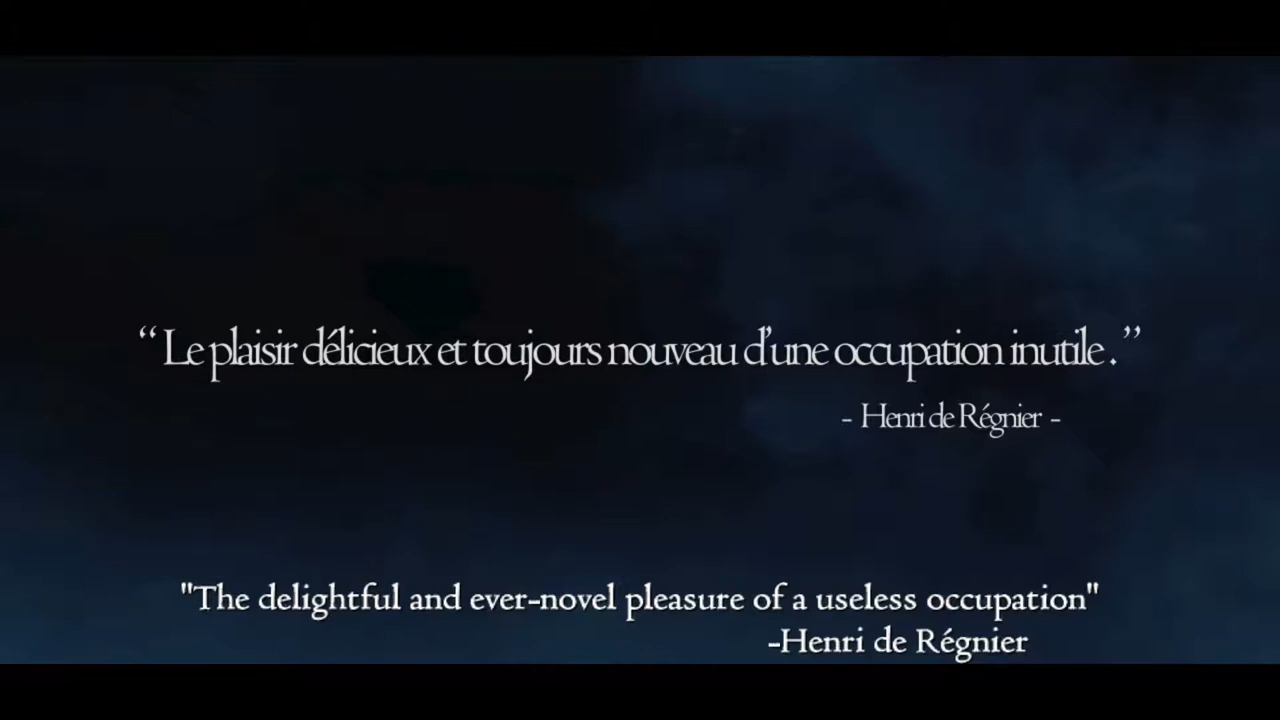 “ Le plaisir délicieux et toujours nouveau d’une occupation inutile . ”
- Henri de Régnier -
"The delightful and ever-novel pleasure of a useless occupation"
-Henri de Régnier